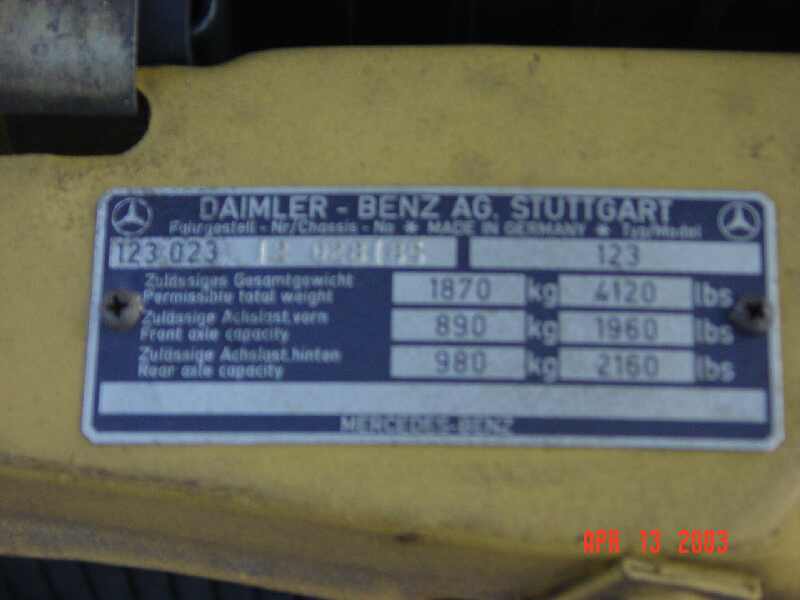 DAIMLER - BENZ AG. STUTTGART
Fahrgestell - Nr/Chassis - No ✱ MADE IN GERMANY ✱ Typ/Model
123 023 123
Zulässiges Gesamtgewicht
Permissible total weight 1870 kg 4120 lbs
Zulässige Achslast.vorn
Front axle capacity 890 kg 1960 lbs
Zulässige Achslast.hinten
Rear axle capacity 980 kg 2160 lbs
MERCEDES-BENZ
APR 13 2003